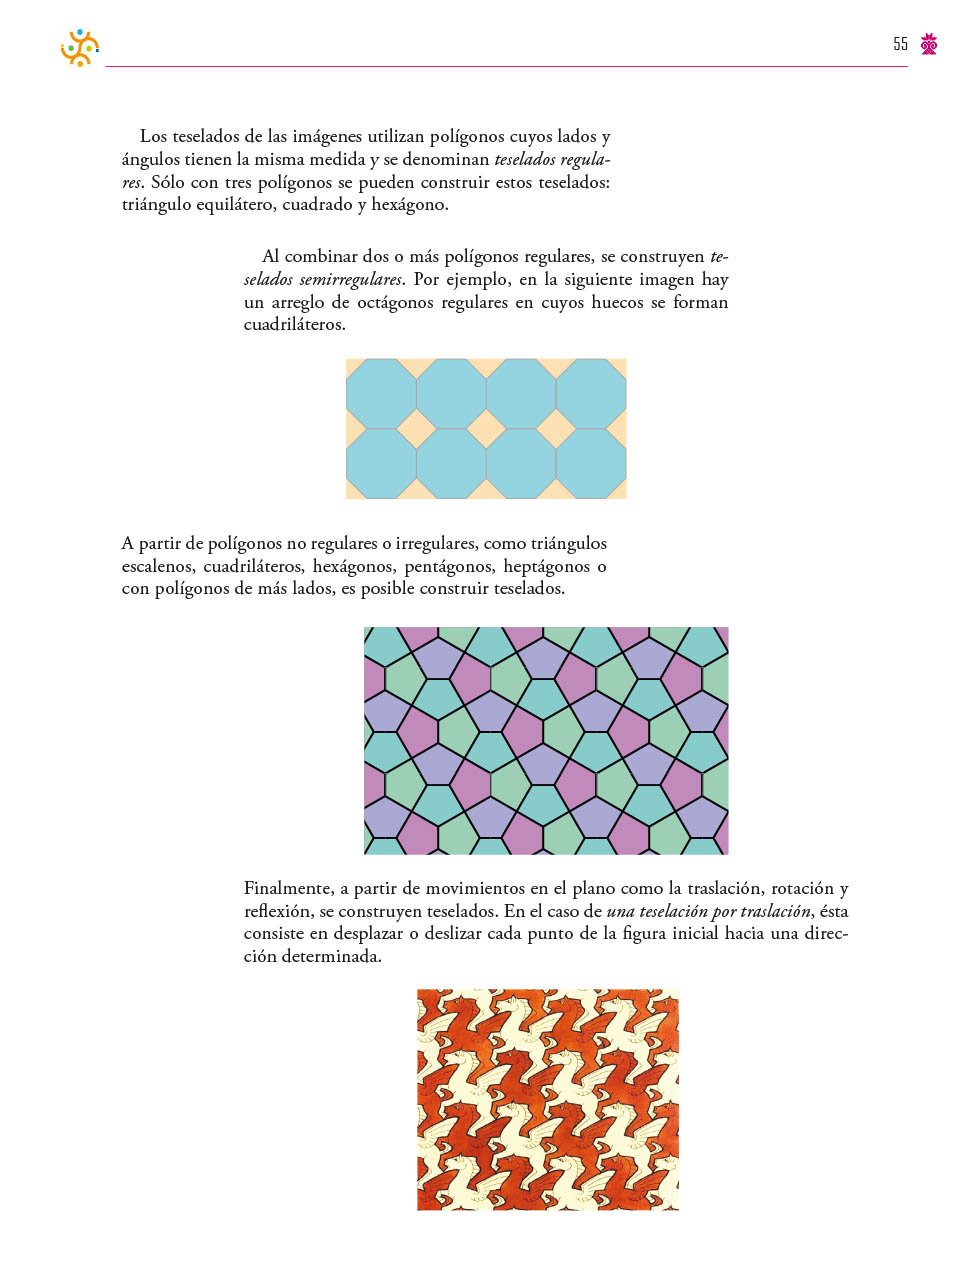 55
Los teselados de las imágenes utilizan polígonos cuyos lados y
ángulos tienen la misma medida y se denominan teselados regula-
res. Sólo con tres polígonos se pueden construir estos teselados:
triángulo equilátero, cuadrado y hexágono.
Al combinar dos o más polígonos regulares, se construyen te-
selados semirregulares. Por ejemplo, en la siguiente imagen hay
un arreglo de octágonos regulares en cuyos huecos se forman
cuadriláteros.
A partir de polígonos no regulares o irregulares, como triángulos
escalenos, cuadriláteros, hexágonos, pentágonos, heptágonos o
con polígonos de más lados, es posible construir teselados.
Finalmente, a partir de movimientos en el plano como la traslación, rotación y
reflexión, se construyen teselados. En el caso de una teselación por traslación, ésta
consiste en desplazar o deslizar cada punto de la figura inicial hacia una direc-
ción determinada.